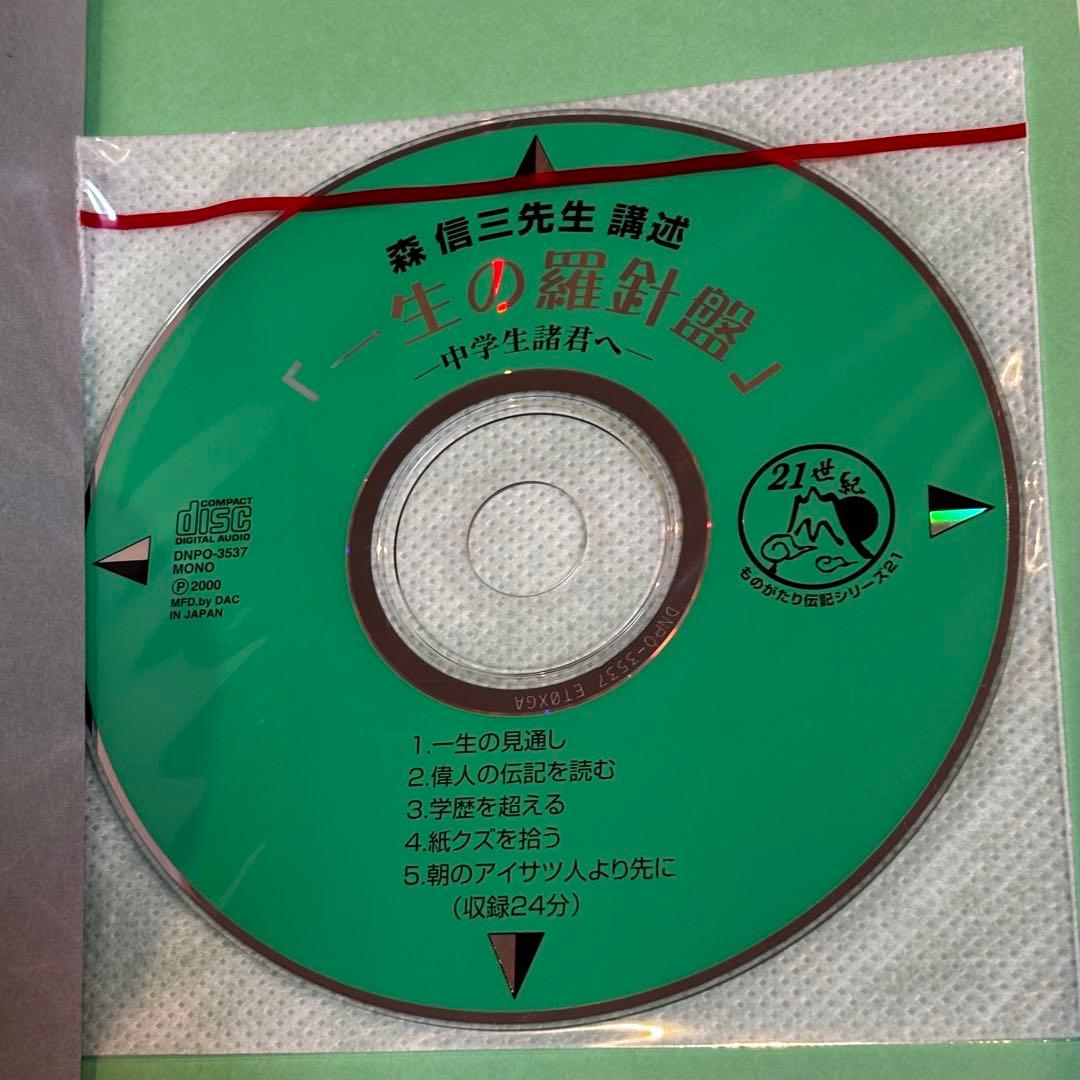 森 信三先生 講述
「一生の羅針盤」
―中学生諸君へ―
COMPACT
disc
DIGITAL AUDIO
DNPO-3537
MONO
Ⓟ2000
MFD.by DAC
IN JAPAN
21世紀
ものがたり伝記シリーズ21
DNPO-3537 ET0XGA
1.一生の見通し
2.偉人の伝記を読む
3.学歴を超える
4.紙クズを拾う
5.朝のアイサツ人より先に
(収録24分)